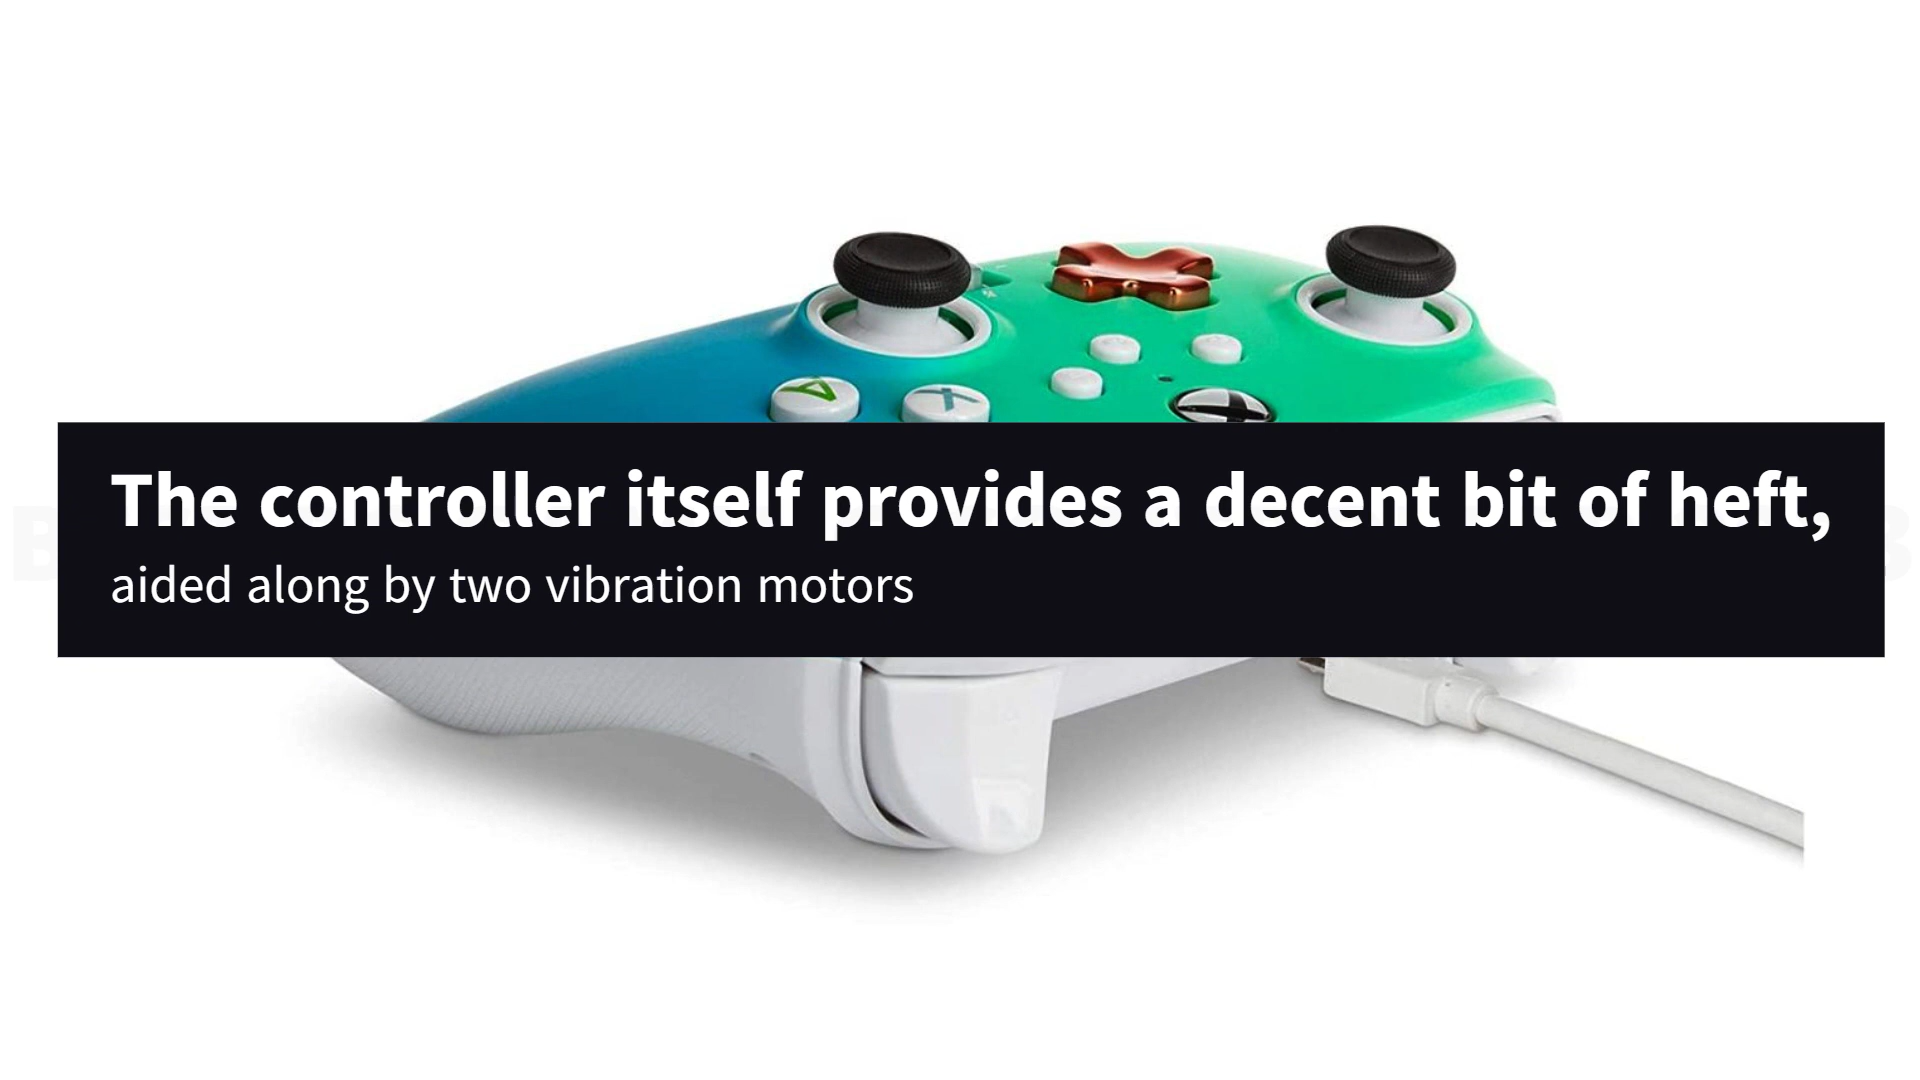 The controller itself provides a decent bit of heft,
aided along by two vibration motors
Y
X